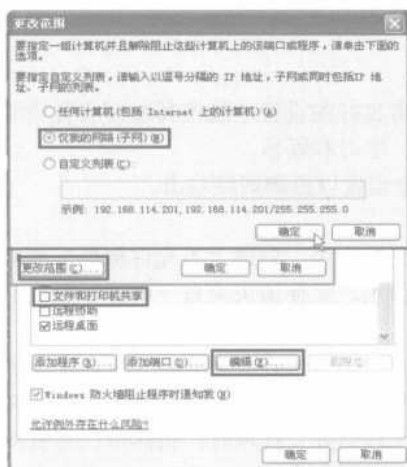 更改范围
要指定一组计算机并且解除阻止这些计算机上的该端口或程序，请单击下面的
选项。
要指定自定义列表，请输入以逗号分隔的 IP 地址，子网或同时包括IP 地
址、子网的列表。
任何计算机(包括 Internet 上的计算机)(A)
仅我的网络(子网)(M)
自定义列表(C):
示例: 192.168.114.201,192.168.114.201/255.255.255.0
确定 取消
更改范围(C)... 确定 取消
文件和打印机共享
远程协助
远程桌面
添加程序(R)... 添加端口(O)... 编辑(E)... 删除(D)
Windows 防火墙阻止程序时通知我(N)
允许例外存在什么风险?
确定 取消